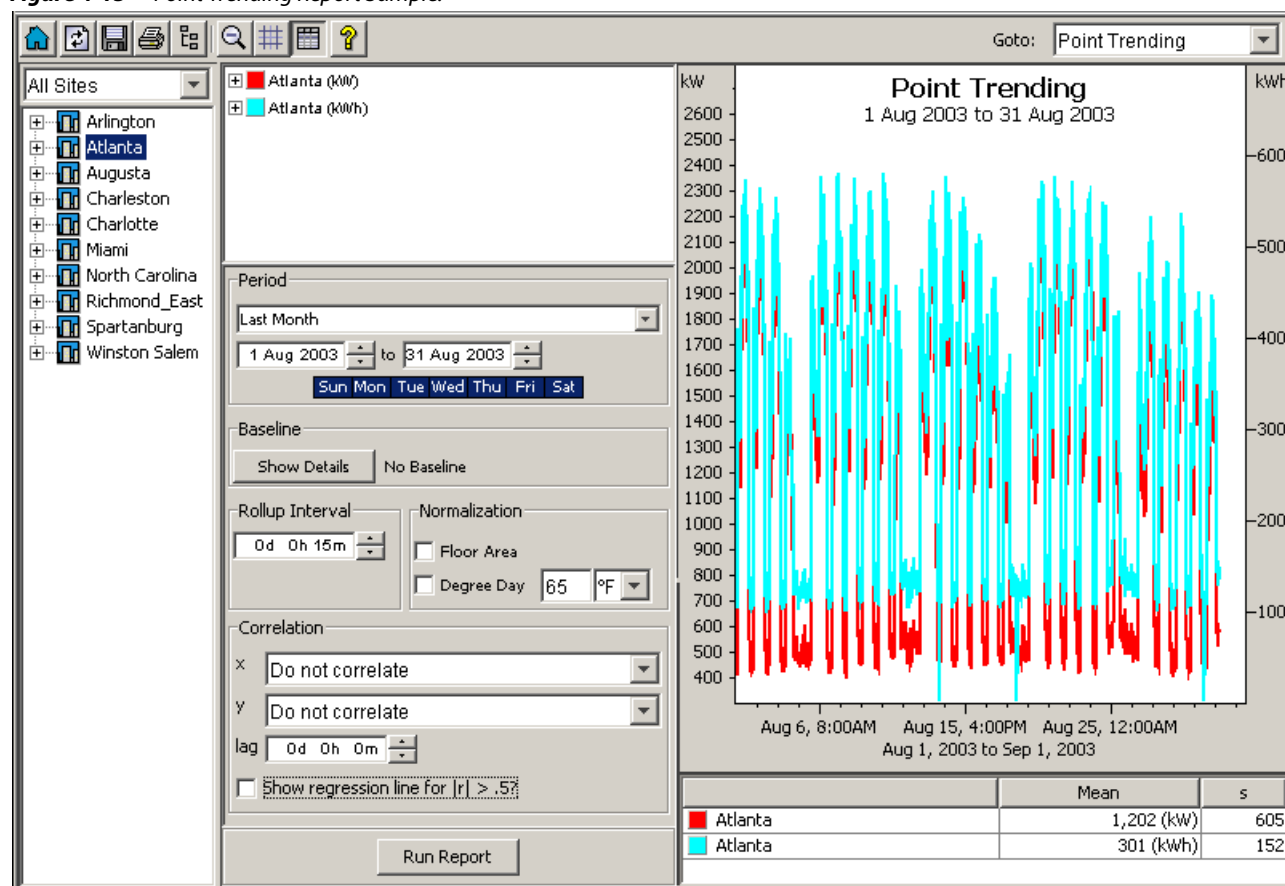 Goto: Point Trending
All Sites
Arlington
Atlanta
Augusta
Charleston
Charlotte
Miami
North Carolina
Richmond_East
Spartanburg
Winston Salem
Atlanta (kW)
Atlanta (kWh)
Period
Last Month
1 Aug 2003 to 31 Aug 2003
Sun Mon Tue Wed Thu Fri Sat
Baseline
Show Details No Baseline
Rollup Interval
0d 0h 15m
Normalization
Floor Area
Degree Day 65 °F
Correlation
x Do not correlate
y Do not correlate
lag 0d 0h 0m
Show regression line for |r| > .5?
Run Report
Point Trending
1 Aug 2003 to 31 Aug 2003
kW
2600
2500
2400
2300
2200
2100
2000
1900
1800
1700
1600
1500
1400
1300
1200
1100
1000
900
800
700
600
500
400
kWh
600
500
400
300
200
100
Aug 6, 8:00AM Aug 15, 4:00PM Aug 25, 12:00AM
Aug 1, 2003 to Sep 1, 2003
Mean s
Atlanta 1,202 (kW) 605
Atlanta 301 (kWh) 152